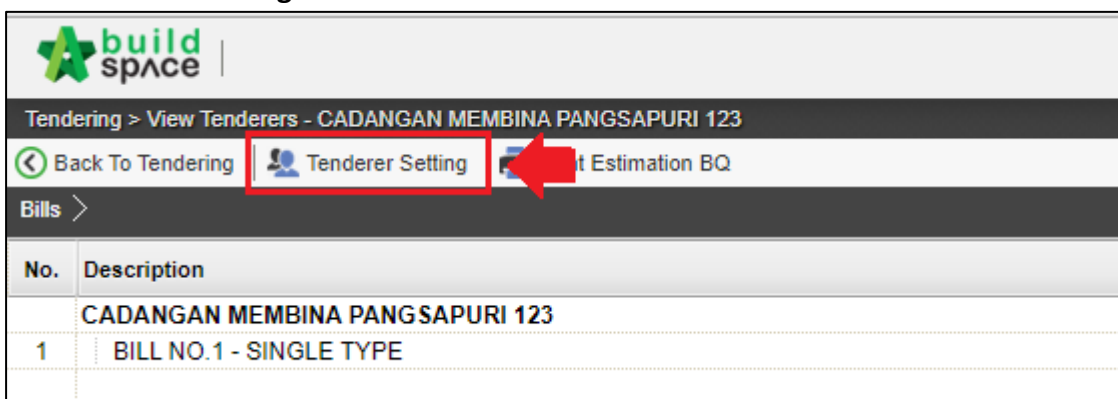 build
space
Tendering > View Tenderers - CADANGAN MEMBINA PANGSAPURI 123
Back To Tendering Tenderer Setting Estimation BQ
Bills
No. Description
CADANGAN MEMBINA PANGSAPURI 123
1 BILL NO.1 - SINGLE TYPE